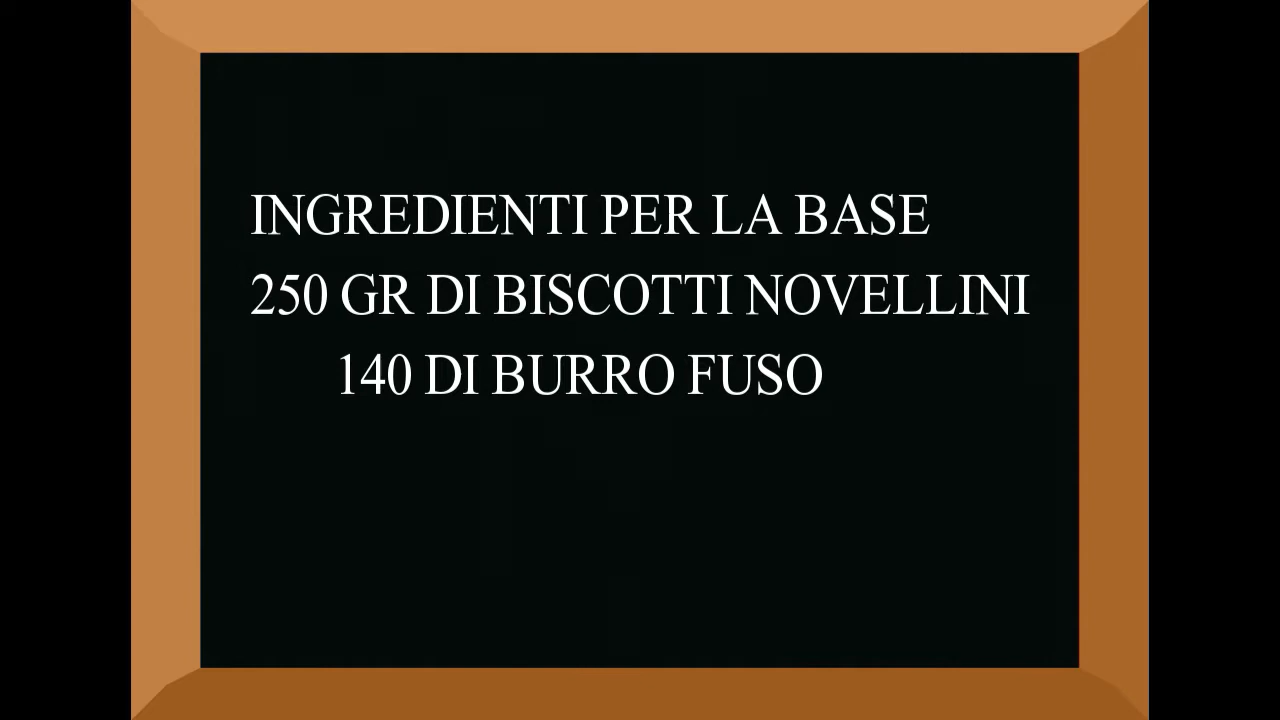 INGREDIENTI PER LA BASE
250 GR DI BISCOTTI NOVELLINI
140 DI BURRO FUSO